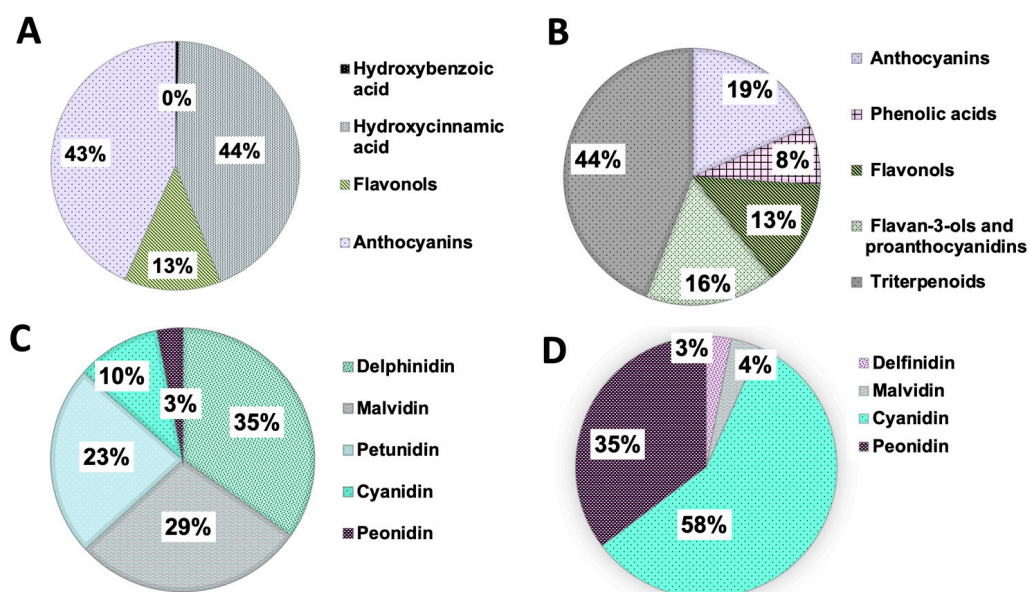 A
0%
43%
44%
13%
Hydroxybenzoic
acid
Hydroxycinnamic
acid
Flavonols
Anthocyanins
B
19%
8%
44%
13%
16%
Anthocyanins
Phenolic acids
Flavonols
Flavan-3-ols and
proanthocyanidins
Triterpenoids
C
10%
3%
35%
23%
29%
Delphinidin
Malvidin
Petunidin
Cyanidin
Peonidin
D
3%
4%
35%
58%
Delfinidin
Malvidin
Cyanidin
Peonidin